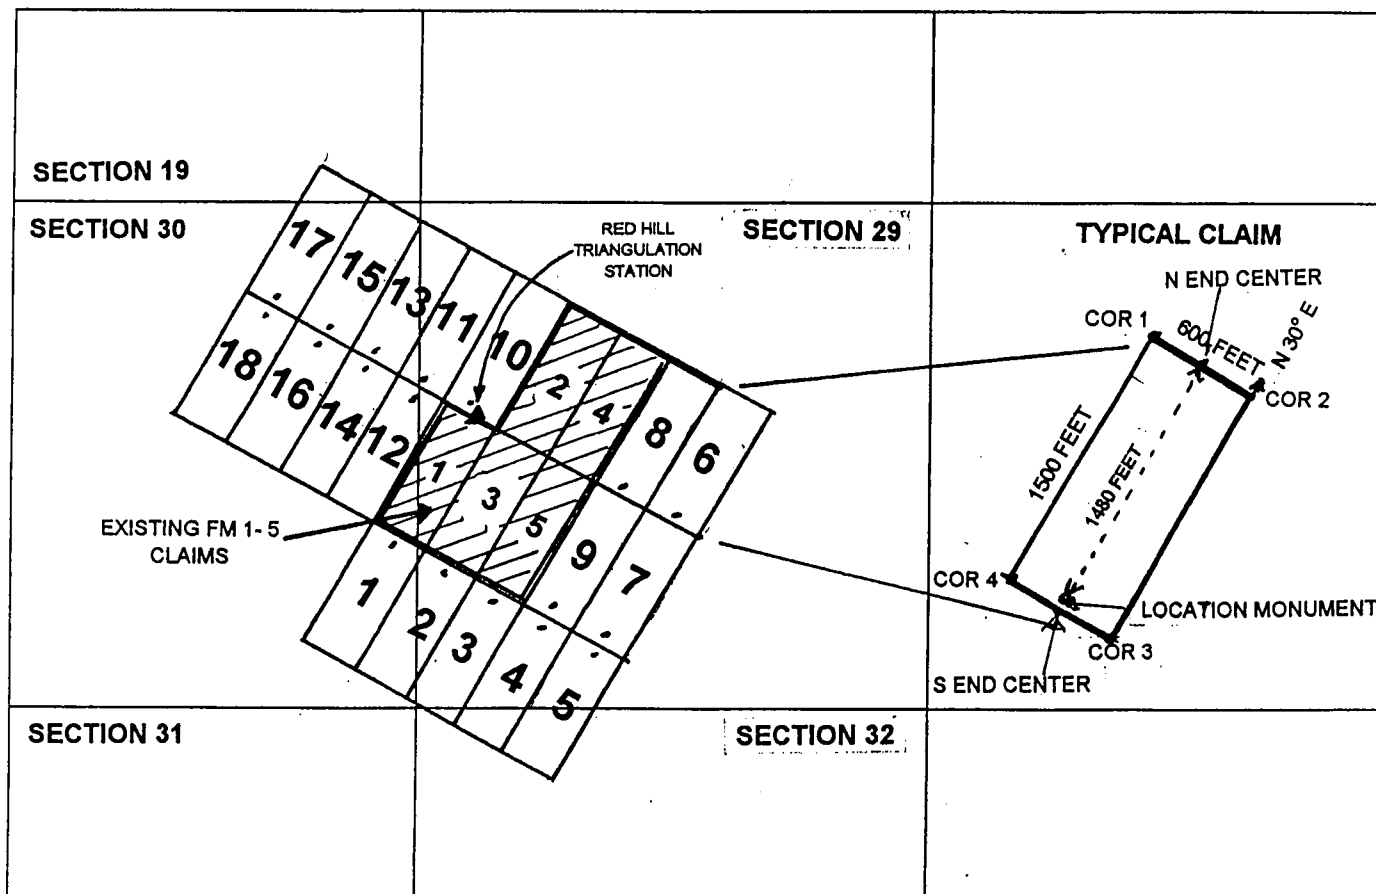 SECTION 19
SECTION 30
RED HILL
TRIANGULATION
STATION
SECTION 29
TYPICAL CLAIM
N END CENTER
COR 1
600 FEET
N 30° E
COR 2
1500 FEET
1480 FEET
COR 4
LOCATION MONUMENT
COR 3
S END CENTER
17
15
13
11
10
2
4
8
6
18
16
14
12
1
3
5
9
7
EXISTING FM 1-5
CLAIMS
1
2
3
4
5
SECTION 31
SECTION 32